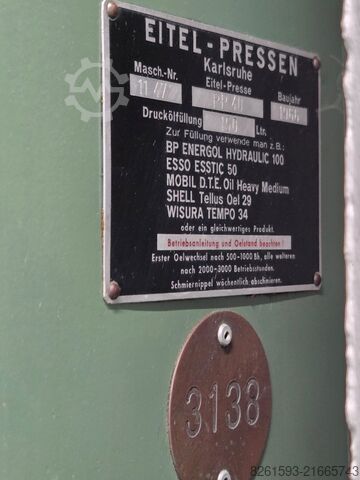 EITEL-PRESSEN
Karlsruhe
Masch.-Nr. Eitel-Presse Baujahr
RP 40 1966
Druckölfüllung Ltr.
Zur Füllung verwende man z.B.:
BP ENERGOL HYDRAULIC 100
ESSO ESSTIC 50
MOBIL D.T.E. Oil Heavy Medium
SHELL Tellus Oel 29
WISURA TEMPO 34
oder ein gleichwertiges Produkt.
Betriebsanleitung und Oelstand beachten!
Erster Oelwechsel nach 500-1000 Bh, alle weiteren
nach 2000-3000 Betriebsstunden.
Schmiernippel wöchentlich abschmieren.
3138
8261593-21665743